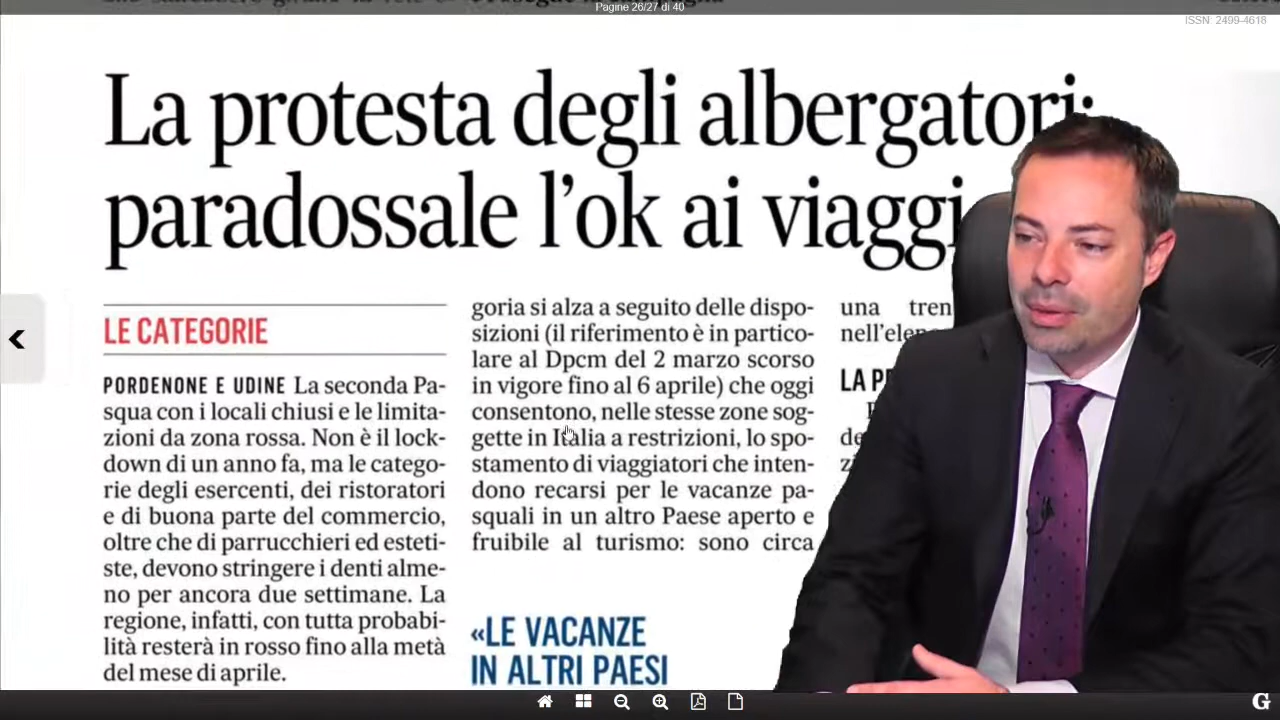 Pagine 26/27 di 40
ISSN: 2499-4618
La protesta degli albergatori:
paradossale l'ok ai viaggi
LE CATEGORIE
PORDENONE E UDINE La seconda Pa-
squa con i locali chiusi e le limita-
zioni da zona rossa. Non è il lock-
down di un anno fa, ma le catego-
rie degli esercenti, dei ristoratori
e di buona parte del commercio,
oltre che di parrucchieri ed esteti-
ste, devono stringere i denti alme-
no per ancora due settimane. La
regione, infatti, con tutta probabi-
lità resterà in rosso fino alla metà
del mese di aprile.
goria si alza a seguito delle dispo-
sizioni (il riferimento è in partico-
lare al Dpcm del 2 marzo scorso
in vigore fino al 6 aprile) che oggi
consentono, nelle stesse zone sog-
gette in Italia a restrizioni, lo spo-
stamento di viaggiatori che inten-
dono recarsi per le vacanze pa-
squali in un altro Paese aperto e
fruibile al turismo: sono circa
«LE VACANZE
IN ALTRI PAESI
una
LA
G